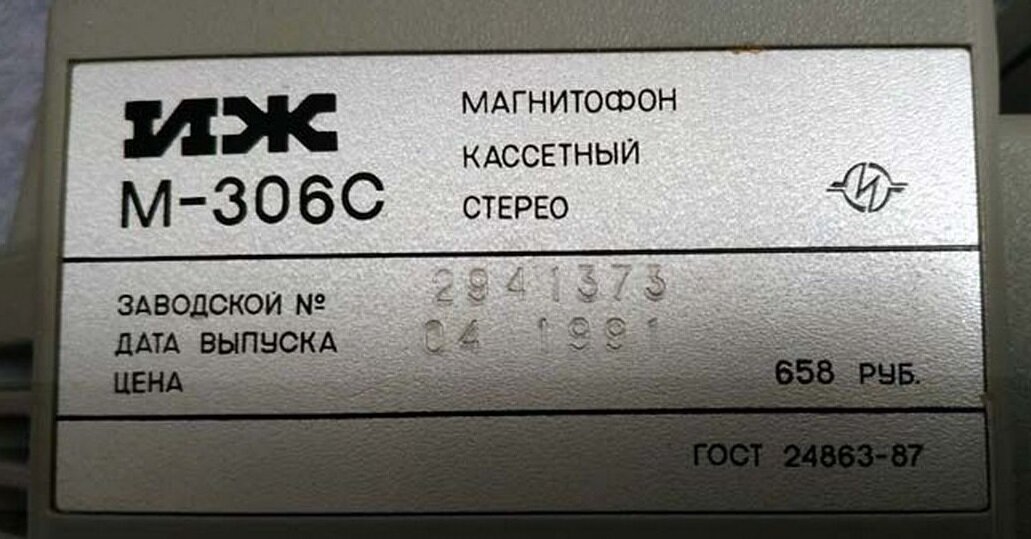 ИЖ
М-306С
МАГНИТОФОН
КАССЕТНЫЙ
СТЕРЕО
ЗАВОДСКОЙ № 2941373
ДАТА ВЫПУСКА 04 1991
ЦЕНА 658 РУБ.
ГОСТ 24863-87